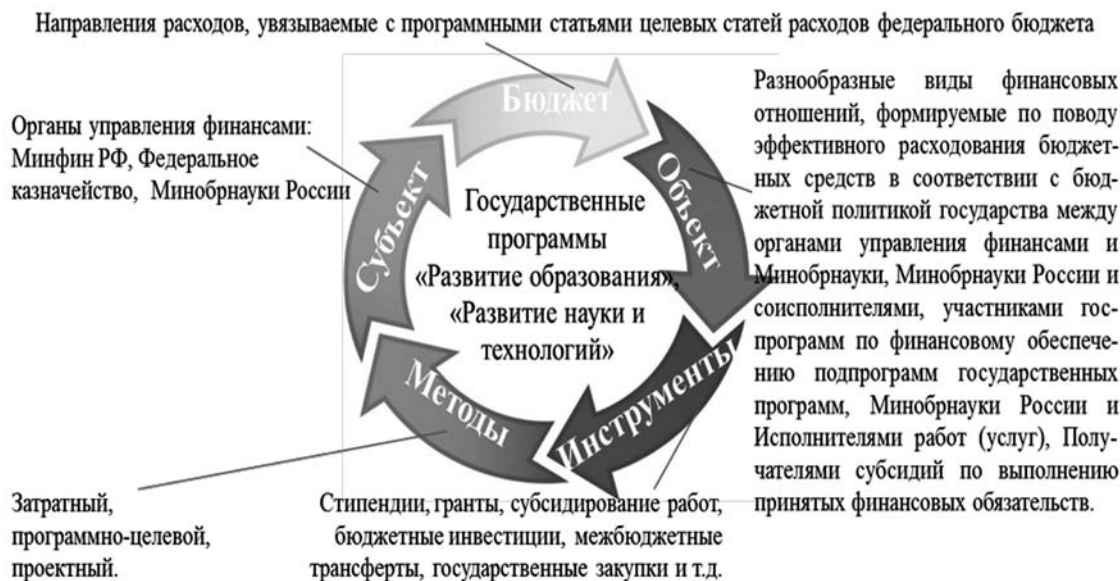 Направления расходов, увязываемые с программными статьями целевых статей расходов федерального бюджета
Бюджет
Органы управления финансами:
Минфин РФ, Федеральное
казначейство, Минобрнауки России
Субъект
Государственные
программы
«Развитие образования»,
«Развитие науки и
технологий»
Объект
Разнообразные виды финансовых
отношений, формируемые по поводу
эффективного расходования бюджет-
ных средств в соответствии с бюд-
жетной политикой государства между
органами управления финансами и
Минобрнауки, Минобрнауки России и
соисполнителями, участниками гос-
программ по финансовому обеспече-
нию подпрограмм государственных
программ, Минобрнауки России и
Исполнителями работ (услуг), Полу-
чателями субсидий по выполнению
принятых финансовых обязательств.
Методы
Инструменты
Затратный,
программно-целевой,
проектный.
Стипендии, гранты, субсидирование работ,
бюджетные инвестиции, межбюджетные
трансферты, государственные закупки и т.д.